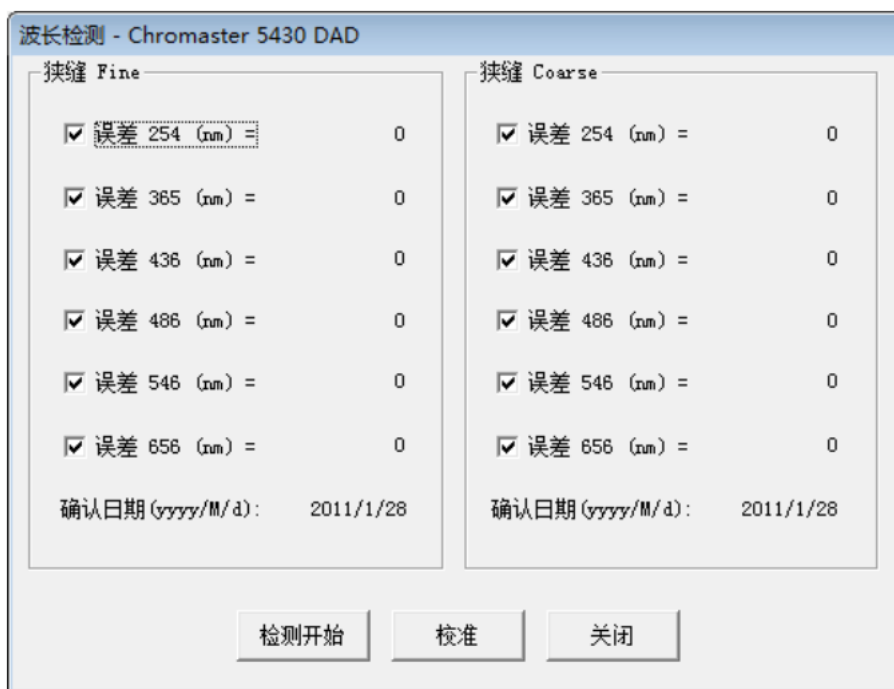 波长检测 - Chromaster 5430 DAD
狭缝 Fine
误差 254 (nm) = 0
误差 365 (nm) = 0
误差 436 (nm) = 0
误差 486 (nm) = 0
误差 546 (nm) = 0
误差 656 (nm) = 0
确认日期(yyyy/M/d): 2011/1/28
狭缝 Coarse
误差 254 (nm) = 0
误差 365 (nm) = 0
误差 436 (nm) = 0
误差 486 (nm) = 0
误差 546 (nm) = 0
误差 656 (nm) = 0
确认日期(yyyy/M/d): 2011/1/28
检测开始 校准 关闭